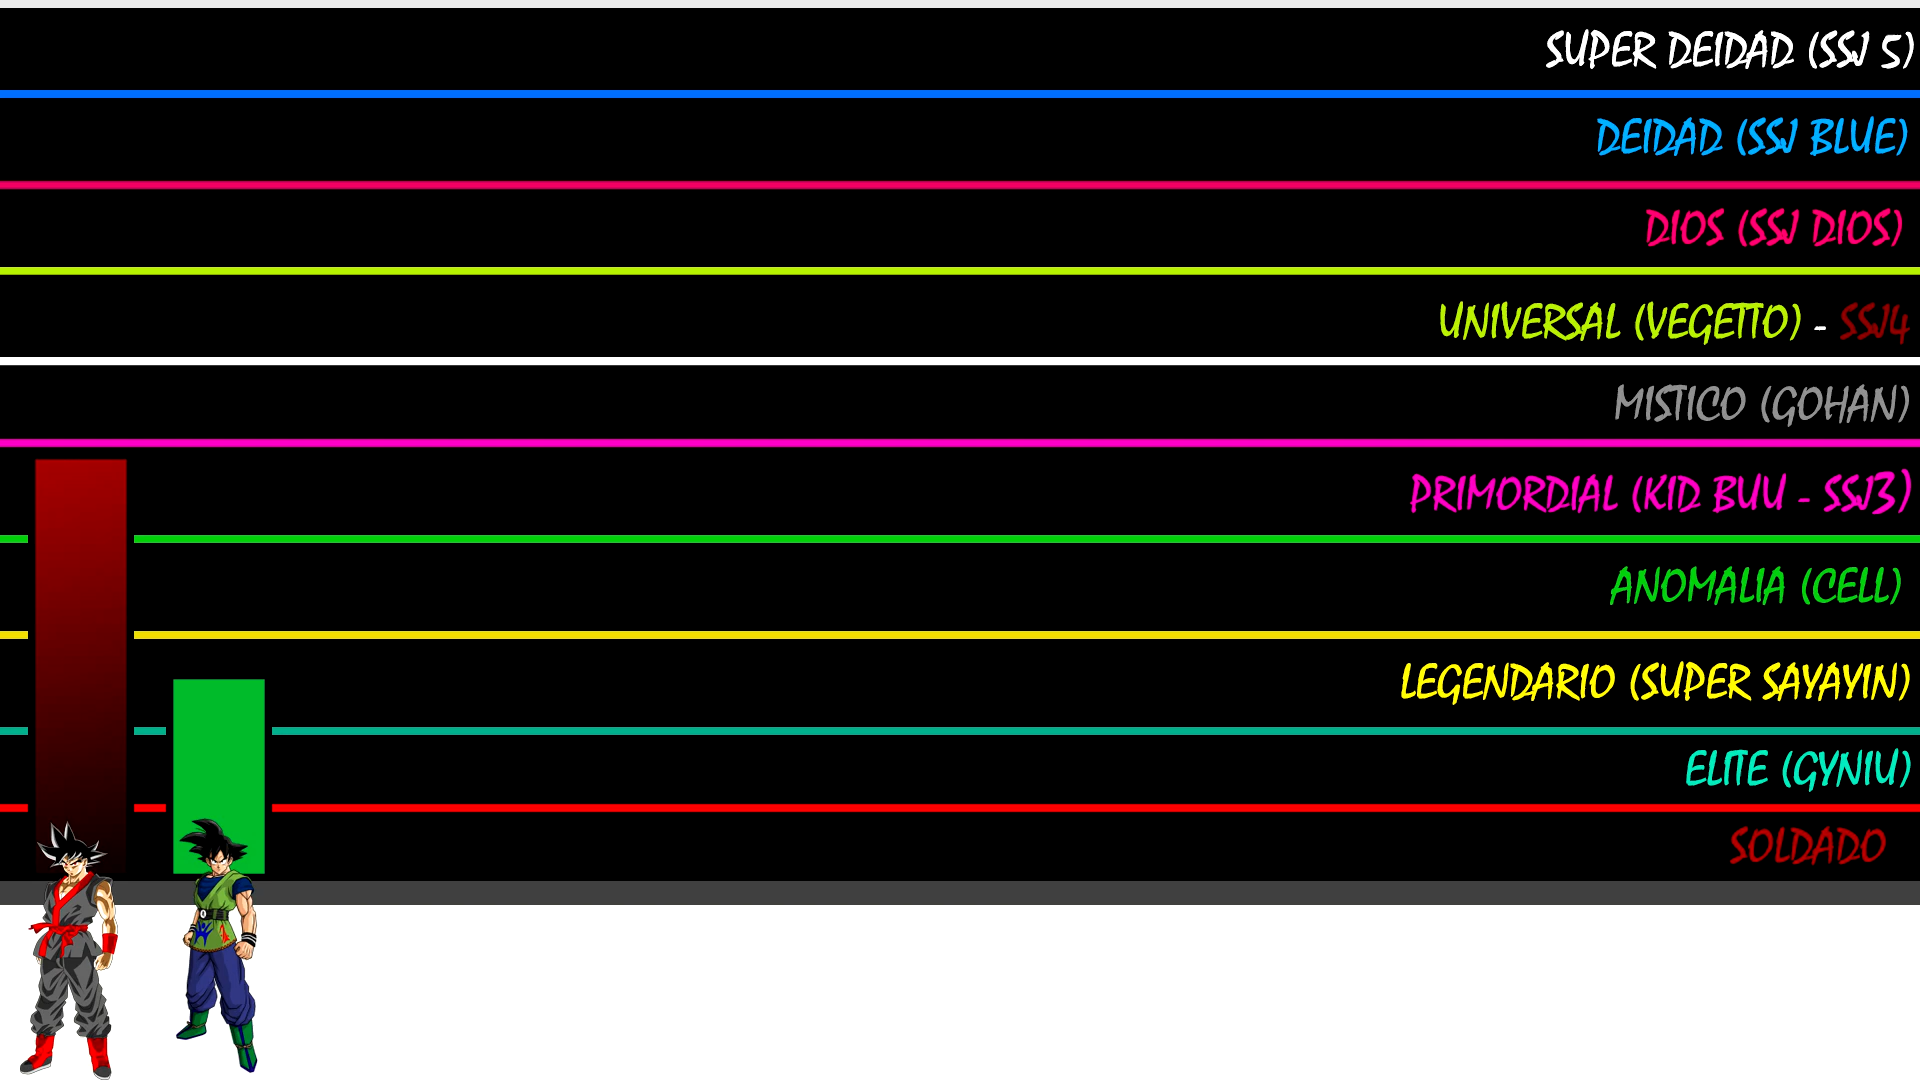 SUPER DEIDAD (SSJ 5)
DEIDAD (SSJ BLUE)
DIOS (SSJ DIOS)
UNIVERSAL (VEGETTO) - SSJ4
MISTICO (GOHAN)
PRIMORDIAL (KID BUU - SSJ3)
ANOMALIA (CELL)
LEGENDARIO (SUPER SAYAYIN)
ELITE (GYNIU)
SOLDADO